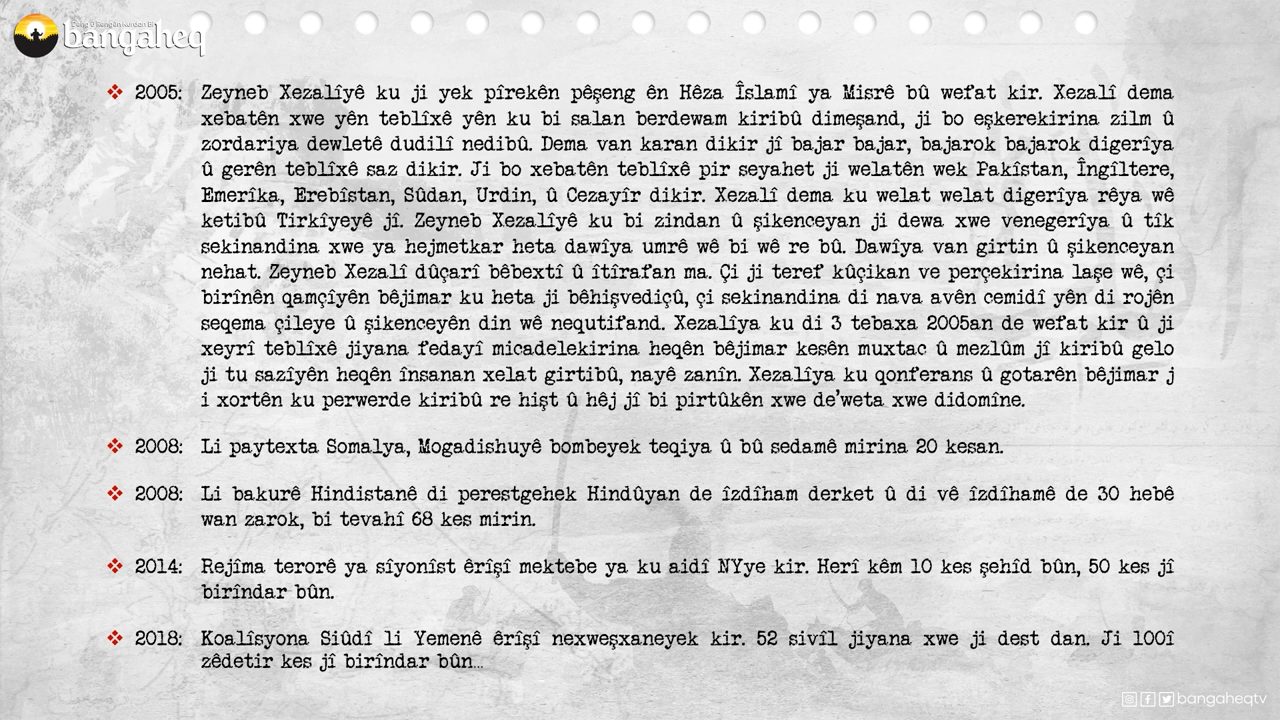 Deng û Rengên Kurdan Bi
bangaheq
❖ 2005: Zeyneb Xezalîyê ku ji yek pîrekên pêşeng ên Hêza Îslamî ya Misrê bû wefat kir. Xezalî dema
xebatên xwe yên teblîxê yên ku bi salan berdewam kiribû dimeşand, ji bo eşkerekirina zilm û
zordariya dewletê dudilî nedibû. Dema van karan dikir jî bajar bajar, bajarok bajarok digerîya
û gerên teblîxê saz dikir. Ji bo xebatên teblîxê pir seyahet ji welatên wek Pakîstan, Îngîltere,
Emerîka, Erebîstan, Sûdan, Urdin, û Cezayîr dikir. Xezalî dema ku welat welat digerîya rêya wê
ketibû Tirkîyeyê jî. Zeyneb Xezalîyê ku bi zindan û şikenceyan ji dewa xwe venegerîya û tîk
sekinandina xwe ya hejmetkar heta dawîya umrê wê bi wê re bû. Dawîya van girtin û şikenceyan
nehat. Zeyneb Xezalî dûçarî bêbextî û îtîrafan ma. Çi ji teref kûçikan ve perçekirina laşe wê, çi
birînên qamçîyên bêjimar ku heta ji bêhişvediçû, çi sekinandina di nava avên cemidî yên di rojên
seqema çileye û şikenceyên din wê nequtifand. Xezalîya ku di 3 tebaxa 2005an de wefat kir û ji
xeyrî teblîxê jiyana fedayî micadelekirina heqên bêjimar kesên muxtac û mezlûm jî kiribû gelo
ji tu sazîyên heqên însanan xelat girtibû, nayê zanîn. Xezalîya ku qonferans û gotarên bêjimar j
i xortên ku perwerde kiribû re hişt û hêj jî bi pirtûkên xwe de'weta xwe didomîne.
❖ 2008: Li paytexta Somalya, Mogadishuyê bombeyek teqiya û bû sedamê mirina 20 kesan.
❖ 2008: Li bakurê Hindistanê di perestgehek Hindûyan de îzdîham derket û di vê îzdîhamê de 30 hebê
wan zarok, bi tevahî 68 kes mirin.
❖ 2014: Rejîma terorê ya sîyonîst êrîşî mektebe ya ku aidî NYye kir. Herî kêm 10 kes şehîd bûn, 50 kes jî
birîndar bûn.
❖ 2018: Koalîsyona Siûdî li Yemenê êrîşî nexweşxaneyek kir. 52 sivîl jiyana xwe ji dest dan. Ji 100î
zêdetir kes jî birîndar bûn...
bangaheqtv